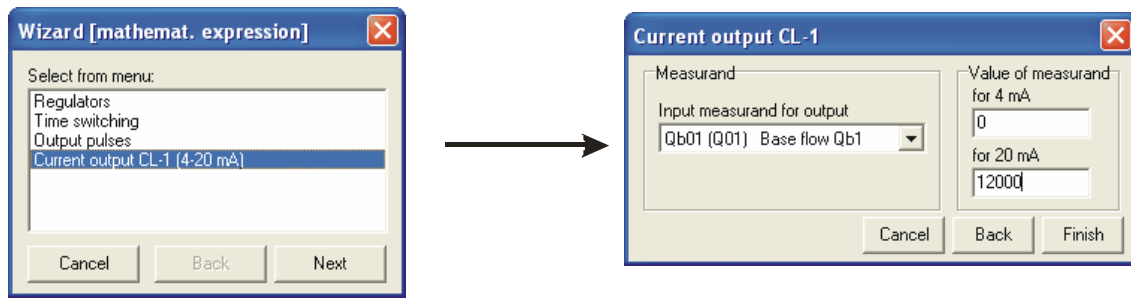 Wizard [mathemat. expression]
Select from menu:
Regulators
Time switching
Output pulses
Current output CL-1 (4-20 mA)
Cancel
Back
Next
Current output CL-1
Measurand
Input measurand for output
Qb01 (Q01) Base flow Qb1
Value of measurand
for 4 mA
0
for 20 mA
12000
Cancel
Back
Finish